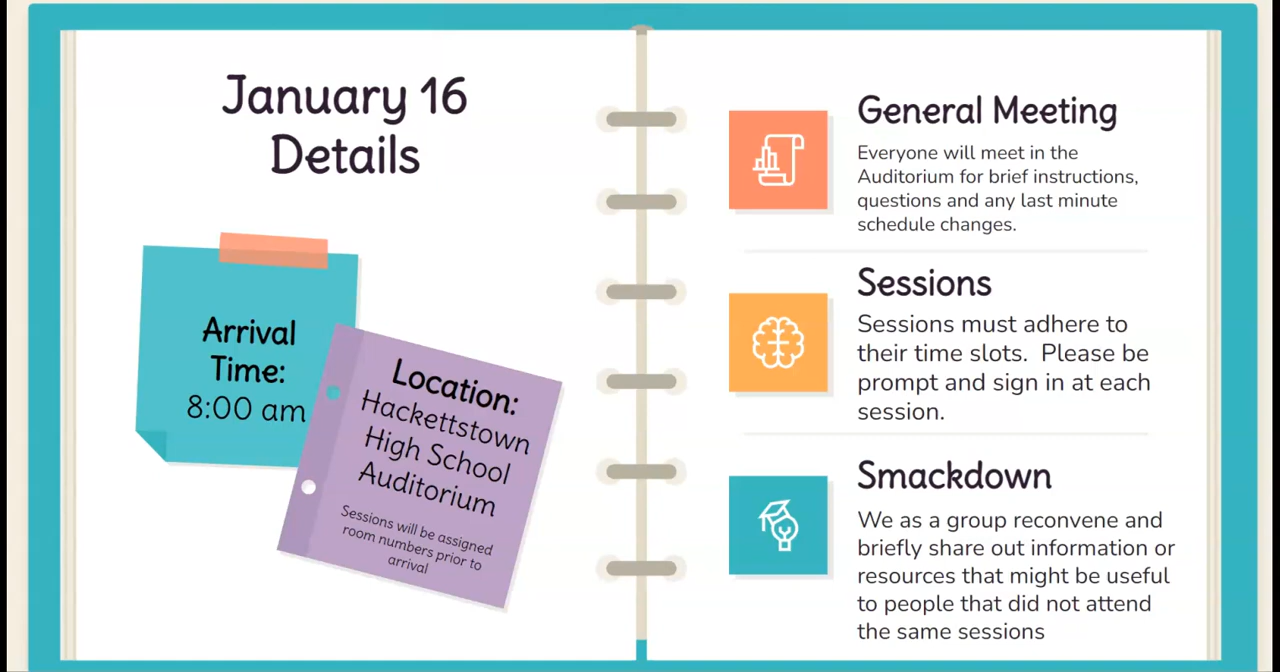 January 16
Details
Arrival
Time:
8:00 am
Location:
Hackettstown
High School
Auditorium
Sessions will be assigned
room numbers prior to
arrival
General Meeting
Everyone will meet in the
Auditorium for brief instructions,
questions and any last minute
schedule changes.
Sessions
Sessions must adhere to
their time slots.  Please be
prompt and sign in at each
session.
Smackdown
We as a group reconvene and
briefly share out information or
resources that might be useful
to people that did not attend
the same sessions